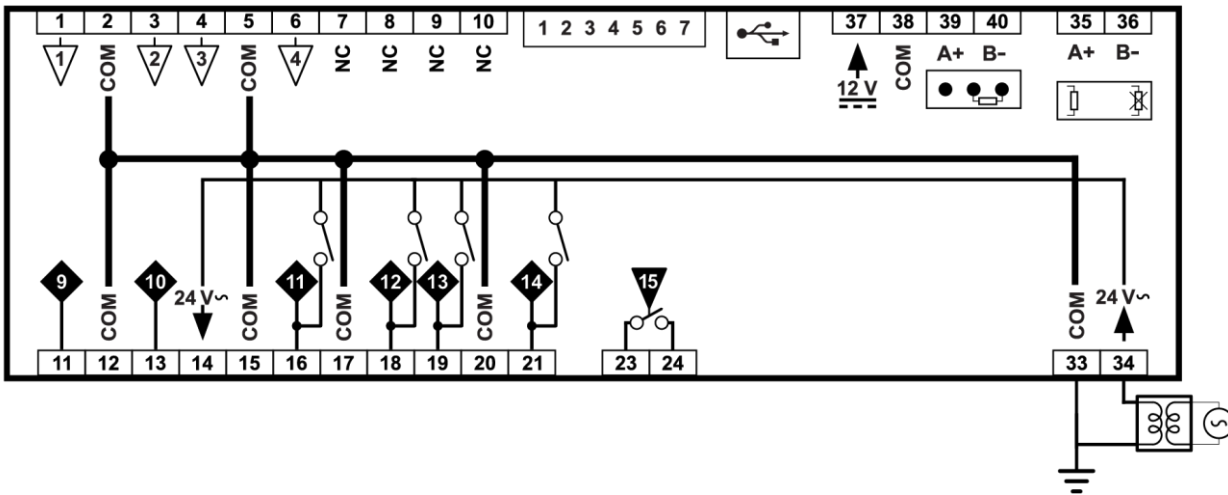 1 2 3 4 5 6 7 8 9 10 1 2 3 4 5 6 7 37 38 39 40 35 36
1 COM 2 3 COM 4 NC NC NC NC 12 V COM A+ B- A+ B-
9 COM 10 24 V~ COM 11 COM 12 13 COM 14 15 COM 24 V~
11 12 13 14 15 16 17 18 19 20 21 23 24 33 34